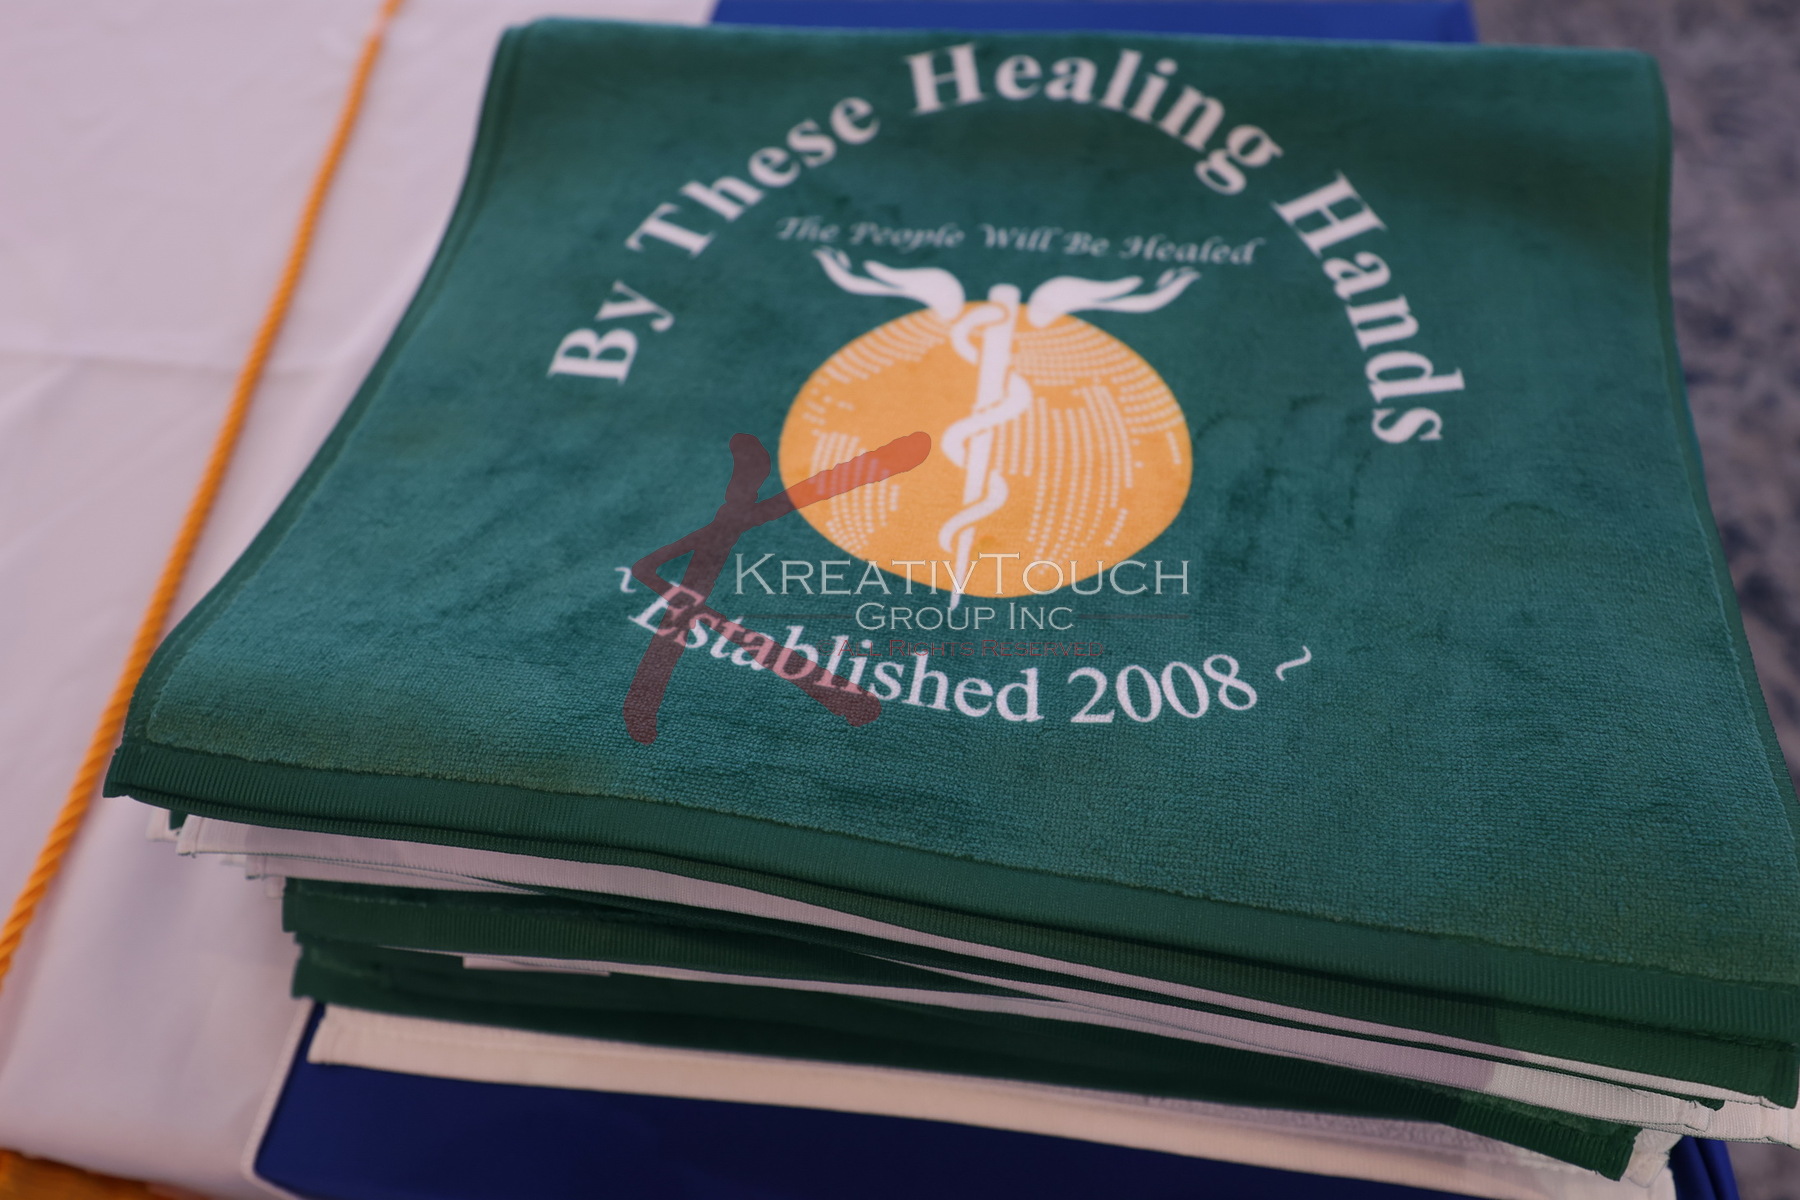 By These Healing Hands
The People Will Be Healed
KREATIVTOUCH
GROUP INC
ALL RIGHTS RESERVED
~ Established 2008 ~